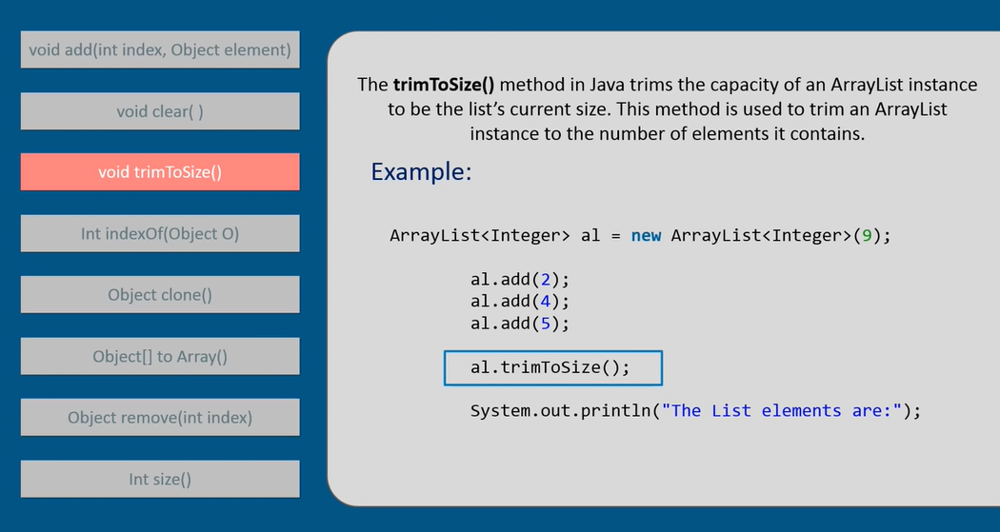 void add(int index, Object element)
void clear( )
void trimToSize()
Int indexOf(Object O)
Object clone()
Object[] to Array()
Object remove(int index)
Int size()
The trimToSize() method in Java trims the capacity of an ArrayList instance
to be the list’s current size. This method is used to trim an ArrayList
instance to the number of elements it contains.
Example:
ArrayList<Integer> al = new ArrayList<Integer>(9);
al.add(2);
al.add(4);
al.add(5);
al.trimToSize();
System.out.println("The List elements are:");